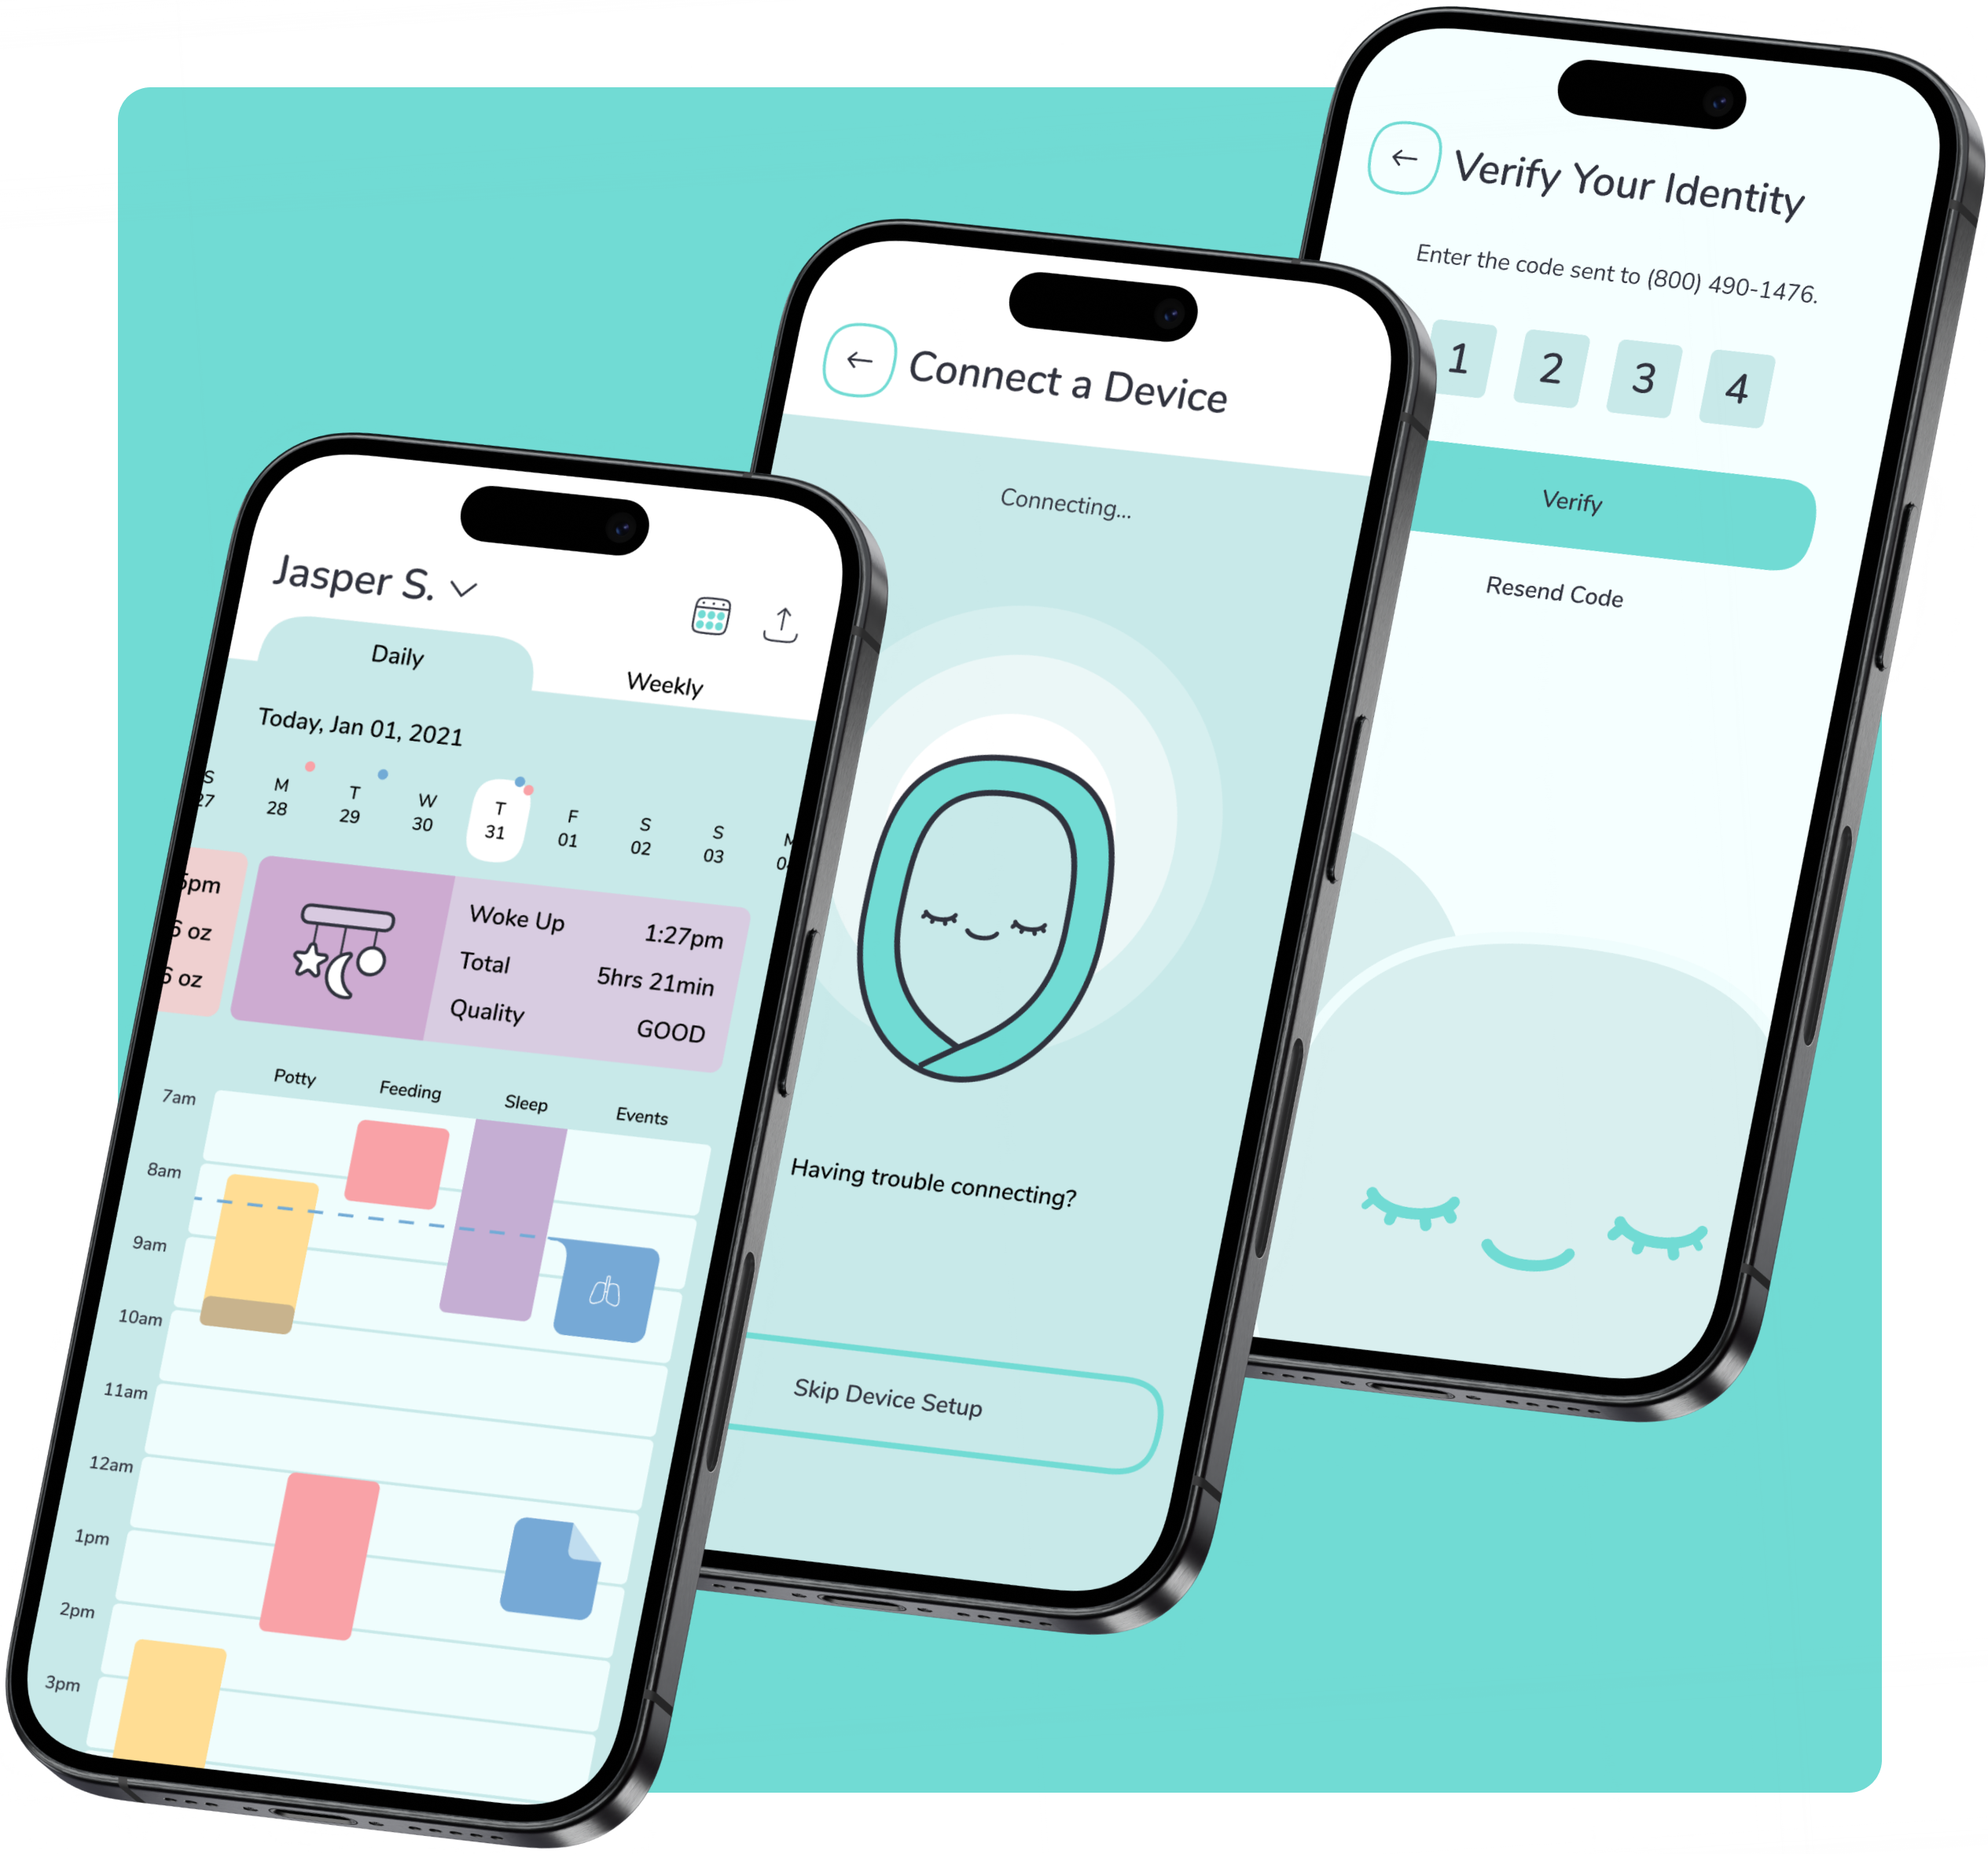 Jasper S.
Daily
Weekly
Today, Jan 01, 2021
S M T W T F S S M
27 28 29 30 31 01 02 03
5pm
6 oz
6 oz
Woke Up 1:27pm
Total 5hrs 21min
Quality GOOD
Potty Feeding Sleep Events
7am
8am
9am
10am
11am
12am
1pm
2pm
3pm
Connect a Device
Connecting...
Having trouble connecting?
Skip Device Setup
Verify Your Identity
Enter the code sent to (800) 490-1476.
1 2 3 4
Verify
Resend Code